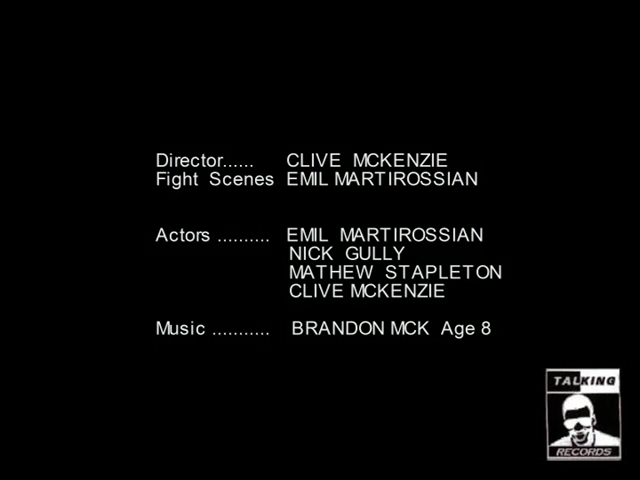 Director...... CLIVE MCKENZIE
Fight Scenes EMIL MARTIROSSIAN
Actors .......... EMIL MARTIROSSIAN
NICK GULLY
MATHEW STAPLETON
CLIVE MCKENZIE
Music ........... BRANDON MCK Age 8
TALKING
RECORDS